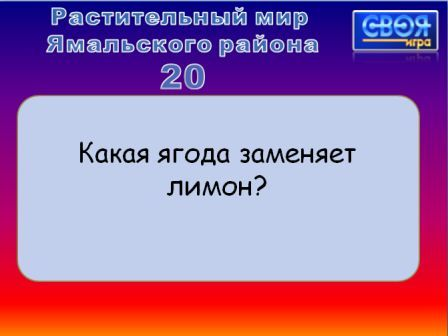 Растительный мир
Ямальского района
20
СВОЯ
игра
Какая ягода заменяет
лимон?